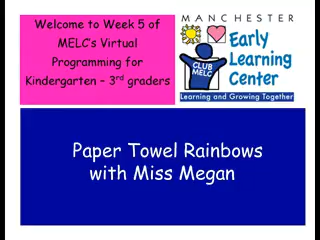 Welcome to Week 5 of
MELC's Virtual
Programming for
Kindergarten – 3rd graders
MANCHESTER
Early
Learning
Center
CLUB
MELC
Learning and Growing Together
Paper Towel Rainbows
with Miss Megan